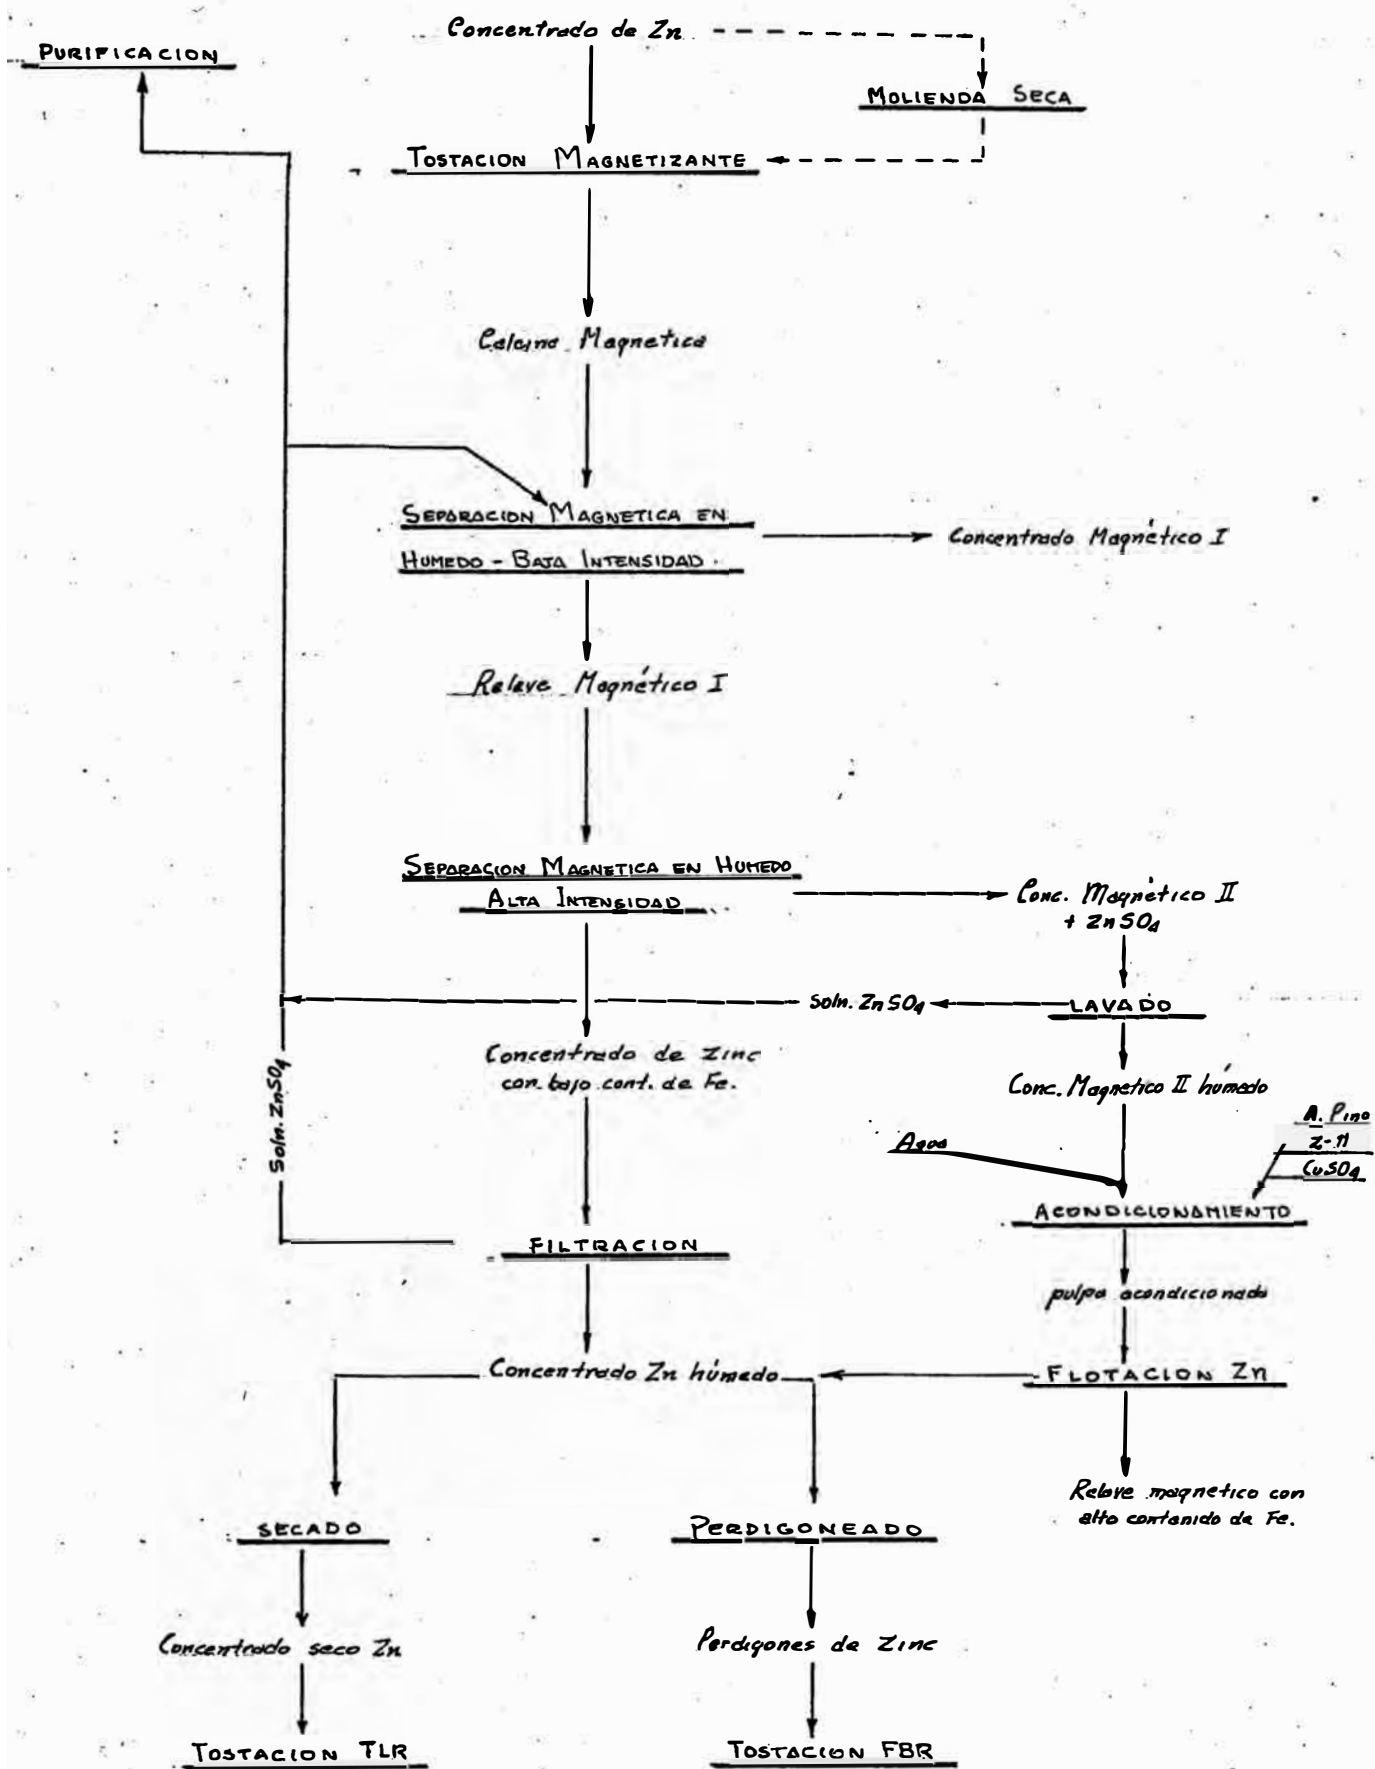 Concentrado de Zn
PURIFICACION
MOLIENDA SECA
TOSTACION MAGNETIZANTE
Calcina Magnetica
SEPARACION MAGNETICA EN
HUMEDO - BAJA INTENSIDAD.
Concentrado Magnético I
Relave Magnético I
SEPARACION MAGNETICA EN HUMEDO
ALTA INTENSIDAD
Conc. Magnético II
+ ZnSO4
Soln. ZnSO4
LAVADO
Concentrado de Zinc
con bajo cont. de Fe.
Soln. ZnSO4
Conc. Magnetico II húmedo
Agua
A. Pino
Z-11
CuSO4
ACONDICIONAMIENTO
FILTRACION
pulpa acondicionada
Concentrado Zn húmedo
FLOTACION Zn
Relave magnetico con
alto contenido de Fe.
SECADO
PERDIGONEADO
Concentrado seco Zn
Perdigones de Zinc
TOSTACION TLR
TOSTACION FBR